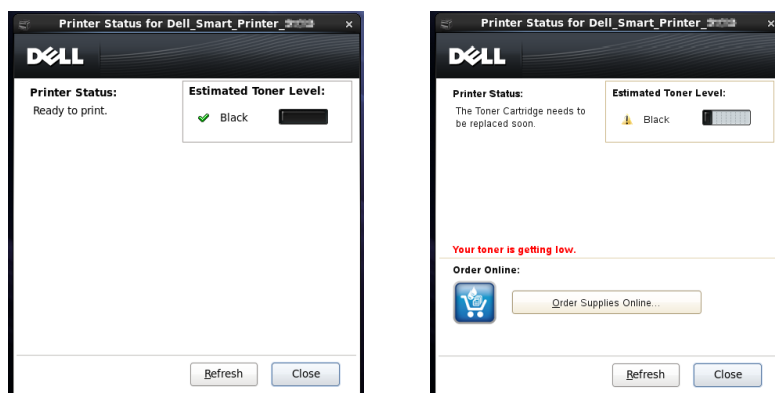 Printer Status for Dell_Smart_Printer_
DELL
Printer Status:
Ready to print.
Estimated Toner Level:
Black
Refresh
Close
Printer Status for Dell_Smart_Printer_
DELL
Printer Status:
The Toner Cartridge needs to
be replaced soon.
Estimated Toner Level:
Black
Your toner is getting low.
Order Online:
Order Supplies Online...
Refresh
Close